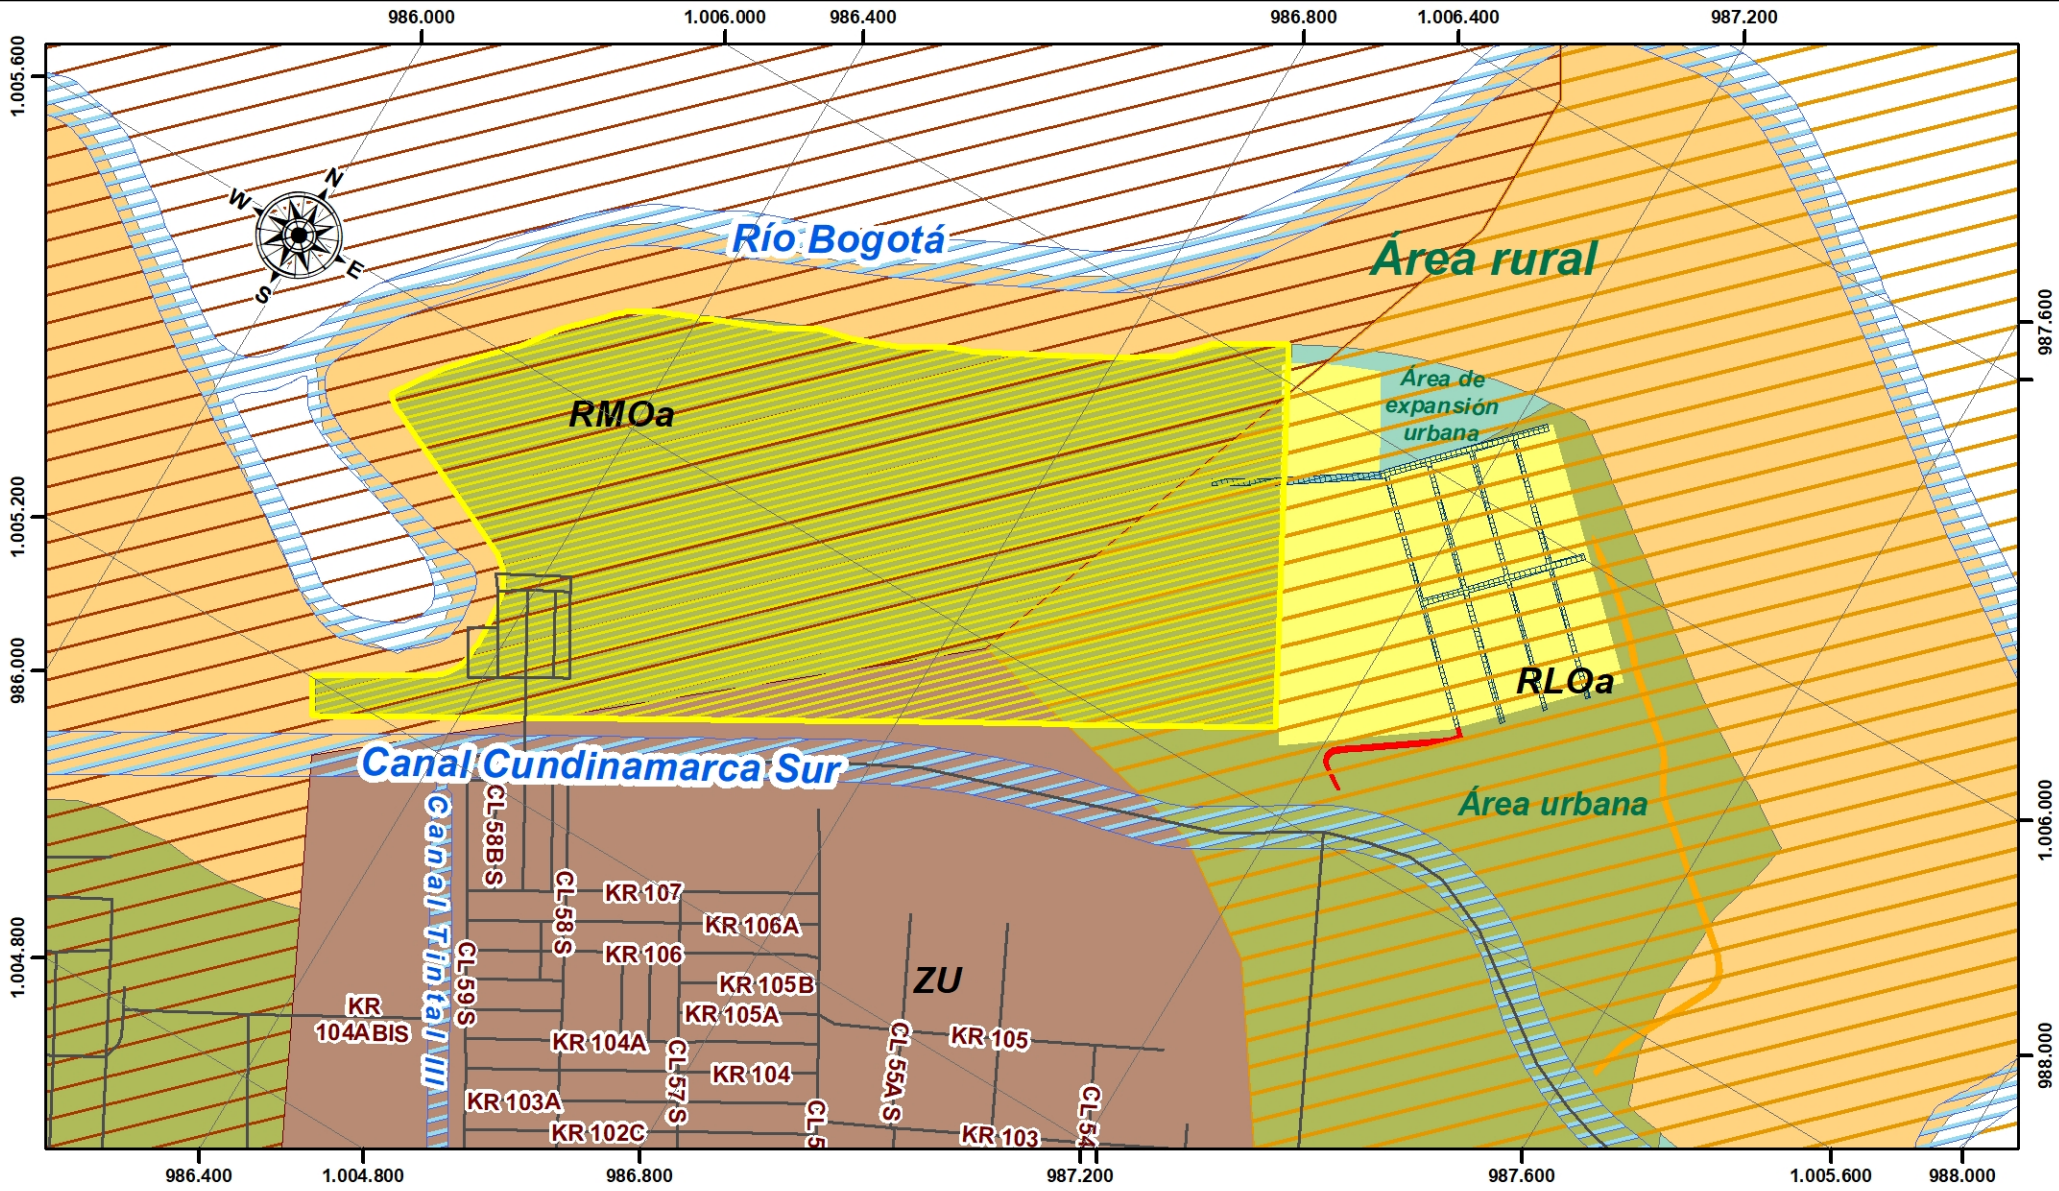 986.000
1.006.000
986.400
986.800
1.006.400
987.200
1.005.600
N
W
E
S
Río Bogotá
Área rural
987.600
Área de
expansión
urbana
RMOa
1.005.200
986.000
RLOa
Canal Cundinamarca Sur
Área urbana
1.006.000
Canal Tintal III
CL 58B S
CL 58 S
KR 107
KR 106A
KR 106
CL 59 S
KR 105B
ZU
1.004.800
KR
104ABIS
KR 105A
KR 105
KR 104A
CL 57 S
CL 55A S
KR 104
988.000
KR 103A
CL 5
CL 54
KR 102C
KR 103
986.400
1.004.800
986.800
987.200
987.600
1.005.600
988.000